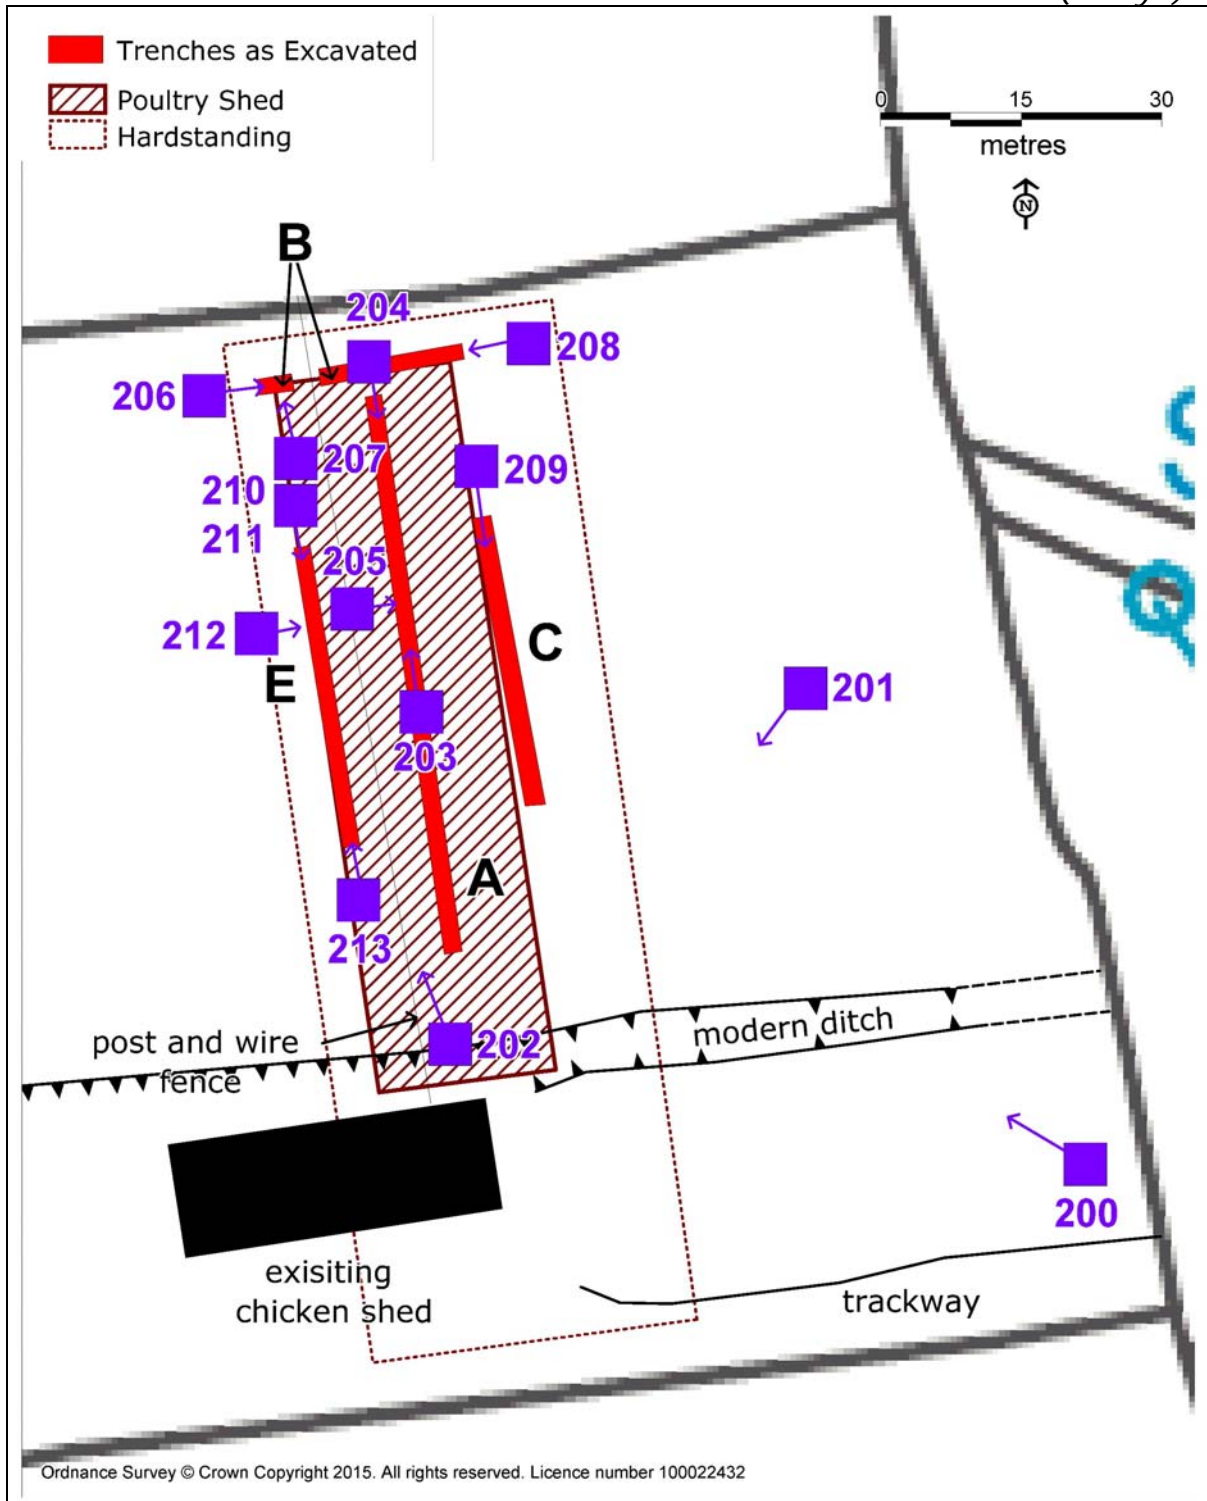 Trenches as Excavated
Poultry Shed
Hardstanding
0 15 30
metres
N
B
204
208
206
207
209
210
211
205
212
E
C
201
203
A
213
post and wire
fence
202
modern ditch
200
exisiting
chicken shed
trackway
Ordnance Survey © Crown Copyright 2015. All rights reserved. Licence number 100022432